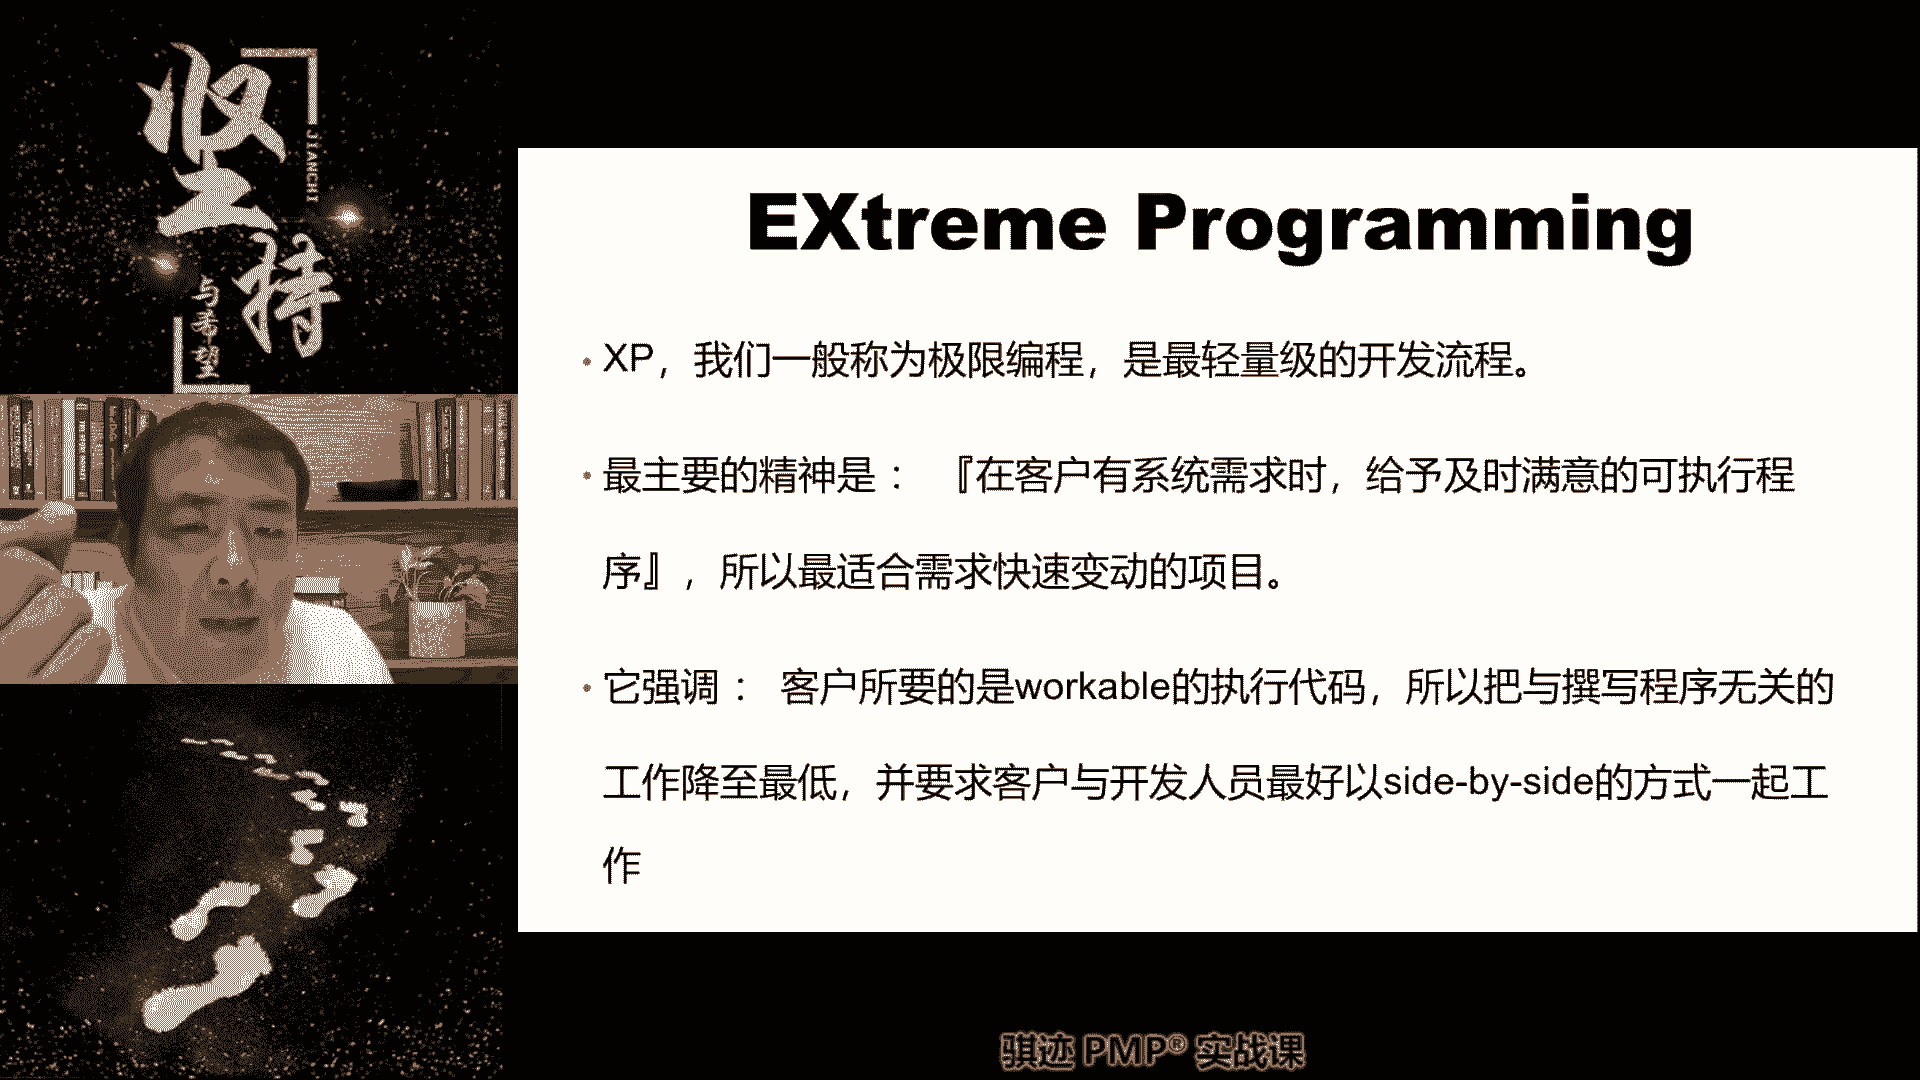 坚持
JIANCHI
与希望
EXtreme Programming
• XP，我们一般称为极限编程，是最轻量级的开发流程。
• 最主要的精神是： 『在客户有系统需求时，给予及时满意的可执行程
序』，所以最适合需求快速变动的项目。
• 它强调： 客户所要的是workable的执行代码，所以把与撰写程序无关的
工作降至最低，并要求客户与开发人员最好以side-by-side的方式一起工
作
骐迹 PMP® 实战课